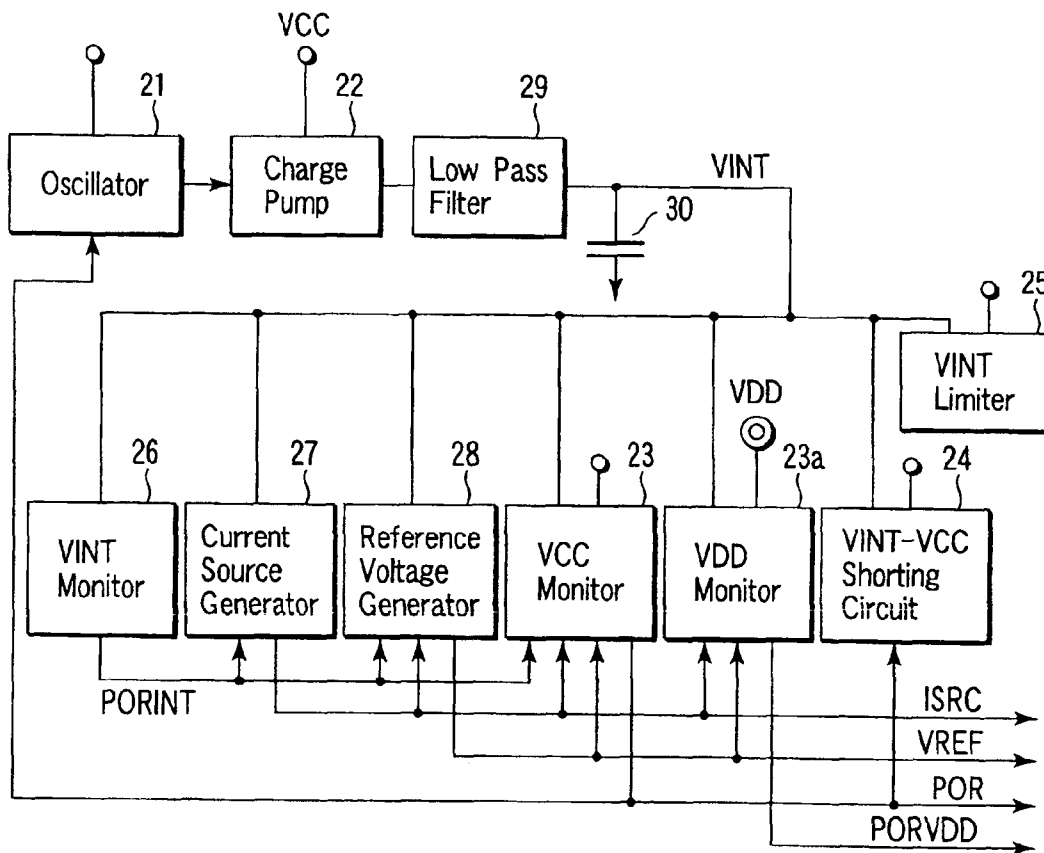 VCC
21
22
29
Oscillator
Charge
Pump
Low Pass
Filter
VINT
30
25
VINT
Limiter
VDD
26
27
28
23
23a
24
VINT
Monitor
Current
Source
Generator
Reference
Voltage
Generator
VCC
Monitor
VDD
Monitor
VINT-VCC
Shorting
Circuit
PORINT
ISRC
VREF
POR
PORVDD